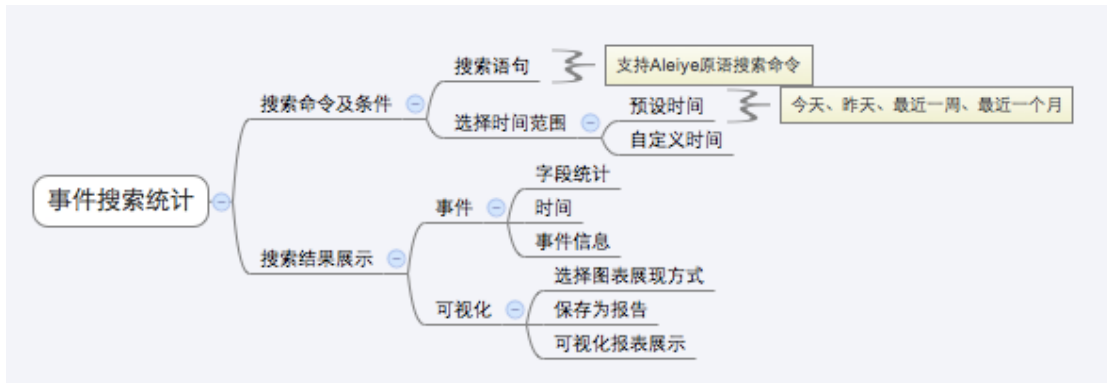 搜索语句
支持Aleiye原语搜索命令
搜索命令及条件
预设时间
今天、昨天、最近一周、最近一个月
选择时间范围
自定义时间
事件搜索统计
字段统计
事件
时间
事件信息
搜索结果展示
选择图表展现方式
可视化
保存为报告
可视化报表展示